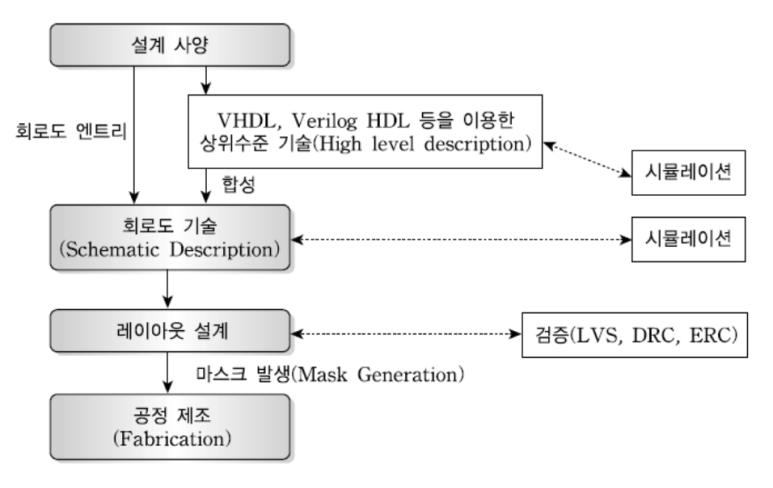 설계 사양
회로도 엔트리
VHDL, Verilog HDL 등을 이용한
상위수준 기술(High level description)
시뮬레이션
합성
회로도 기술
(Schematic Description)
시뮬레이션
레이아웃 설계
검증(LVS, DRC, ERC)
마스크 발생(Mask Generation)
공정 제조
(Fabrication)